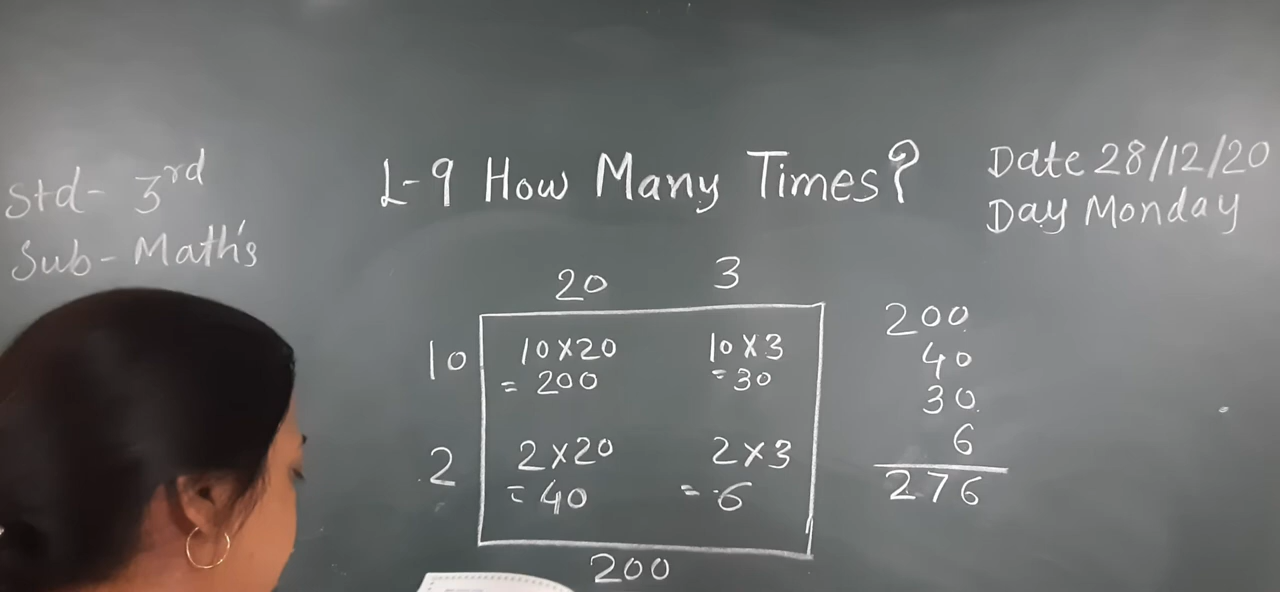 Std- 3rd
Sub- Math's
L-9 How Many Times?
Date 28/12/20
Day Monday
20 3
10 10x20 10x3
= 200 = 30
2 2x20 2x3
= 40 = 6
200
200
40
30
6
276